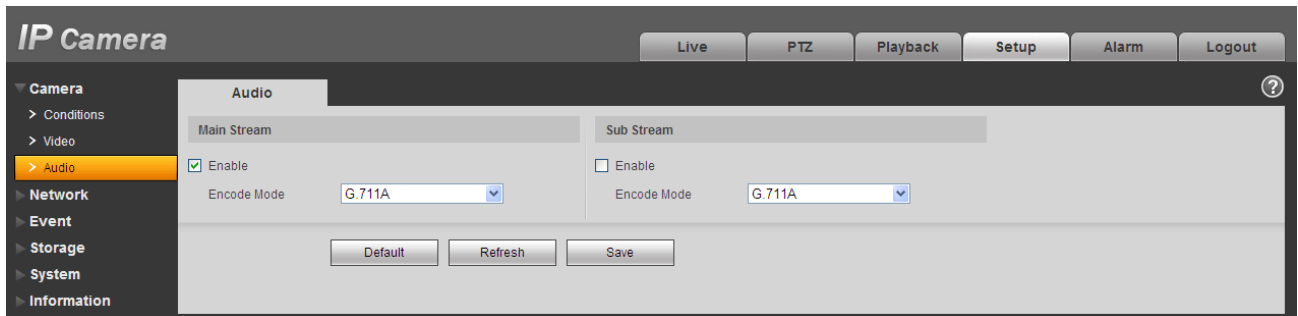 IP Camera
Live PTZ Playback Setup Alarm Logout
Camera
> Conditions
> Video
> Audio
Network
Event
Storage
System
Information
Audio
?
Main Stream
Enable
Encode Mode G.711A
Sub Stream
Enable
Encode Mode G.711A
Default Refresh Save